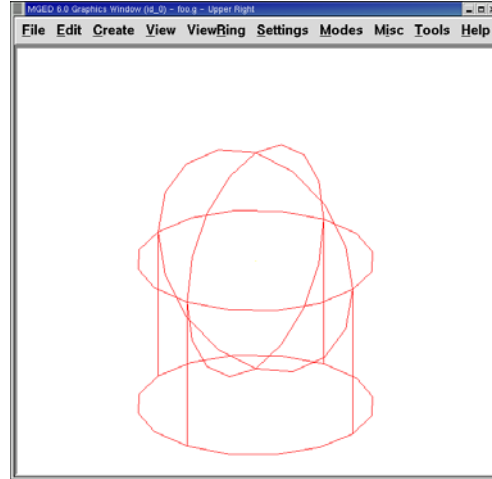 MGED 6.0 Graphics Window (id_0) - foo.g - Upper Right
File Edit Create View ViewRing Settings Modes Misc Tools Help